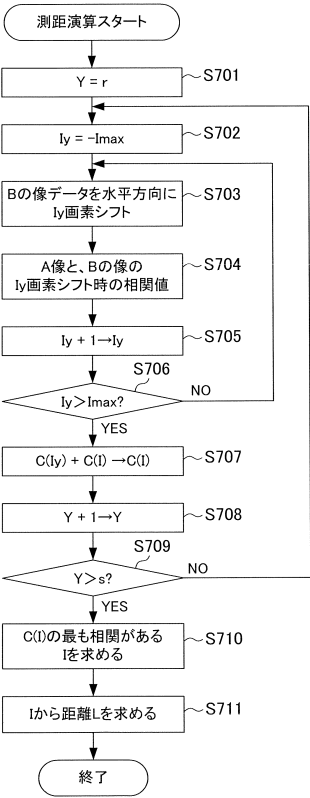 測距演算スタート
Y = r
S701
Iy = -Imax
S702
Bの像データを水平方向に
Iy画素シフト
S703
A像と、Bの像の
Iy画素シフト時の相関値
S704
Iy + 1→Iy
S705
Iy>Imax?
S706
NO
YES
C(Iy) + C(I) →C(I)
S707
Y + 1→Y
S708
Y>s?
S709
NO
YES
C(I)の最も相関がある
Iを求める
S710
Iから距離Lを求める
S711
終了